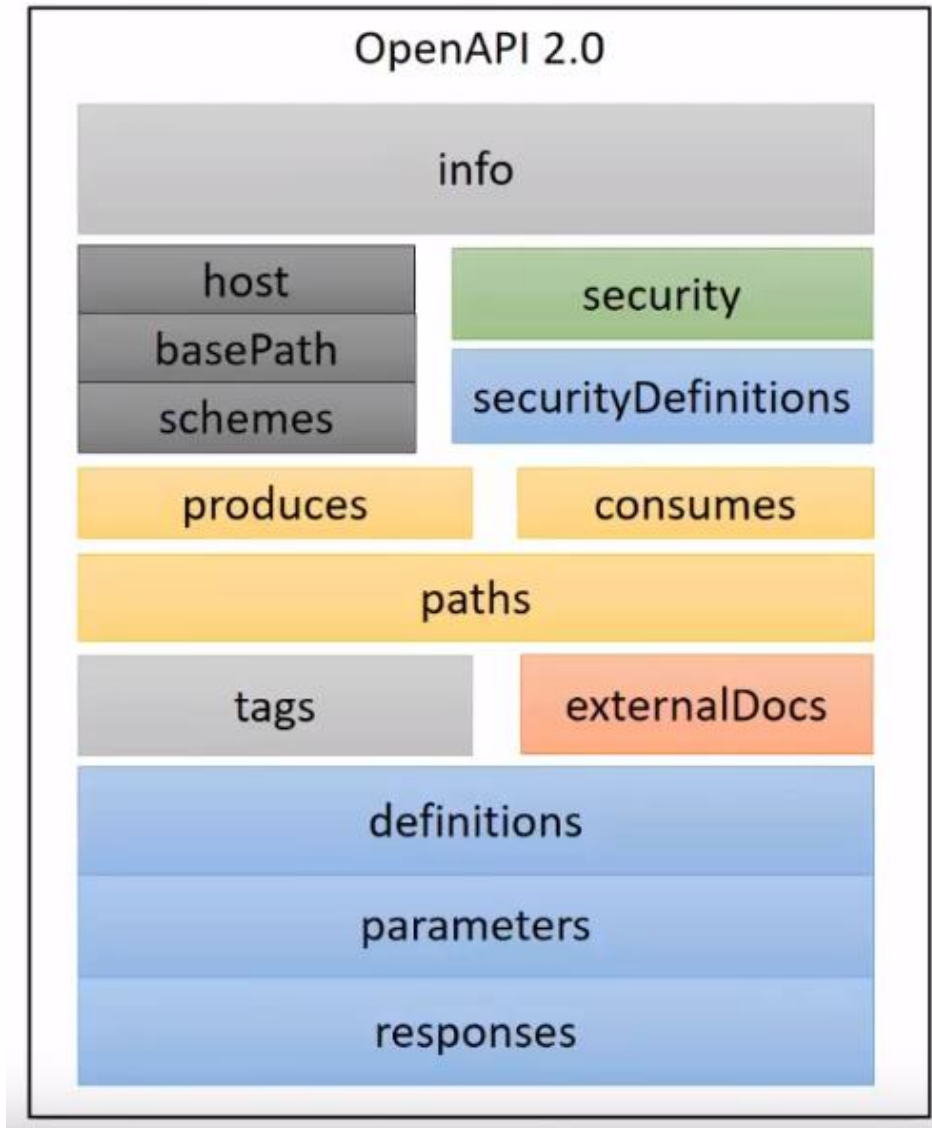 OpenAPI 2.0
info
host
basePath
schemes
security
securityDefinitions
produces
consumes
paths
tags
externalDocs
definitions
parameters
responses